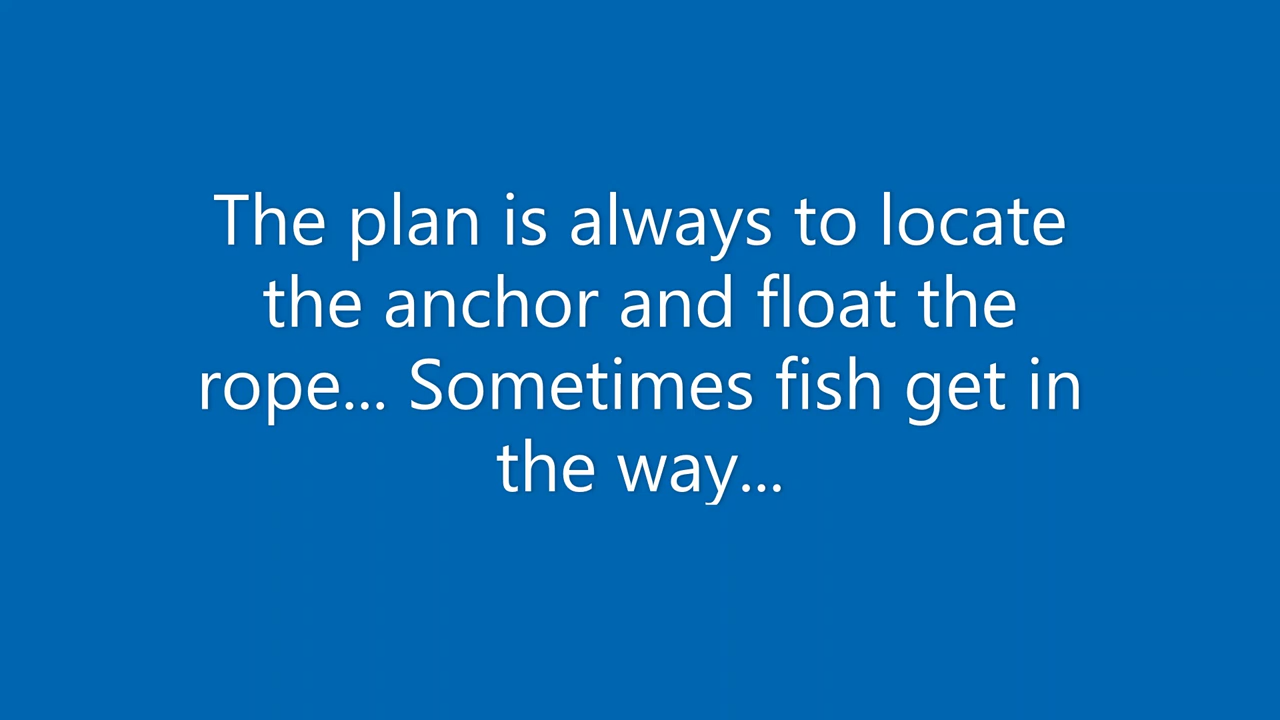 The plan is always to locate
the anchor and float the
rope... Sometimes fish get in
the way...